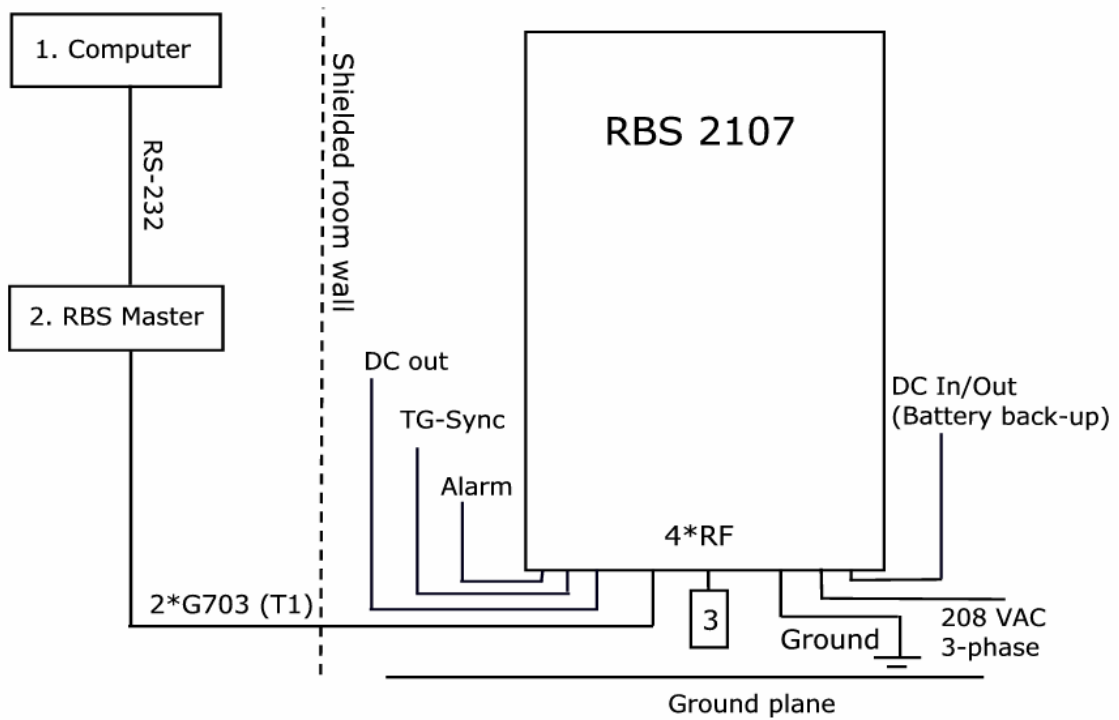 1. Computer
RS-232
2. RBS Master
Shielded room wall
RBS 2107
DC out
TG-Sync
Alarm
DC In/Out
(Battery back-up)
4*RF
2*G703 (T1)
3
Ground
208 VAC
3-phase
Ground plane